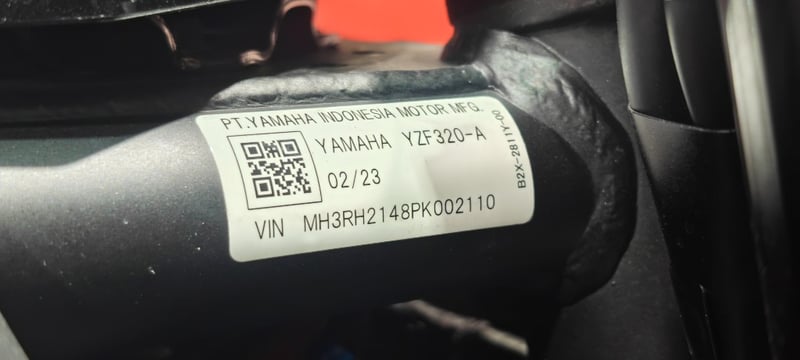 PT.YAMAHA INDONESIA MOTOR MFG.
YAMAHA YZF320-A
02/23
VIN MH3RH2148PK002110
B2X-2811Y-00